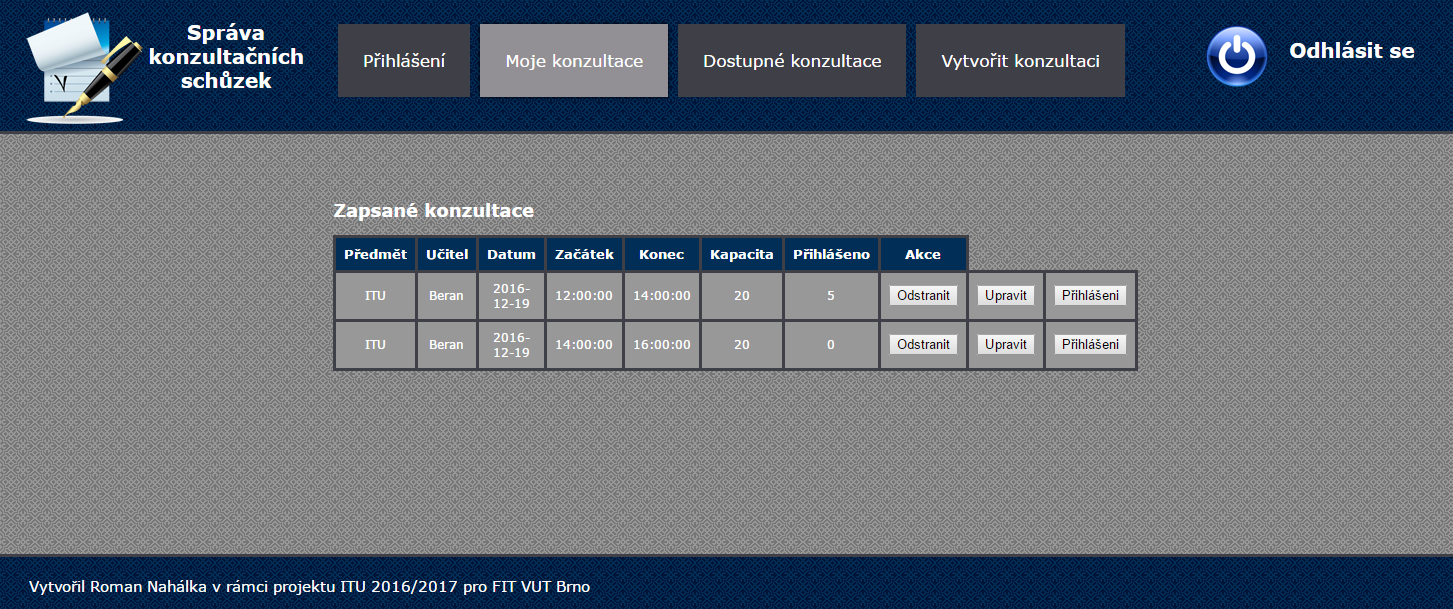 Správa
konzultačních
schůzek
Přihlášení
Moje konzultace
Dostupné konzultace
Vytvořit konzultaci
Odhlásit se
Zapsané konzultace
Předmět Učitel Datum Začátek Konec Kapacita Přihlášeno Akce
ITU Beran 2016-12-19 12:00:00 14:00:00 20 5 Odstranit Upravit Přihlášeni
ITU Beran 2016-12-19 14:00:00 16:00:00 20 0 Odstranit Upravit Přihlášeni
Vytvořil Roman Nahálka v rámci projektu ITU 2016/2017 pro FIT VUT Brno